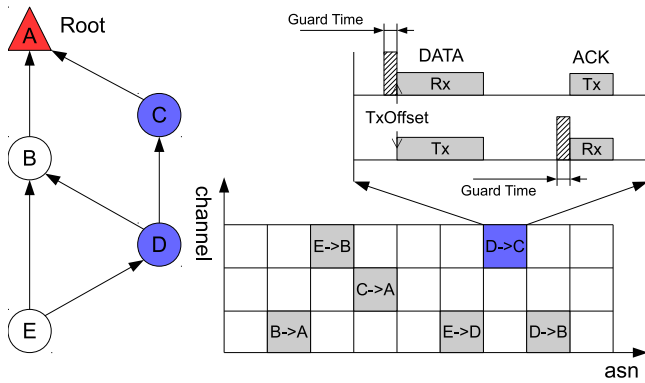 A Root
Guard Time
DATA
ACK
Rx
Tx
TxOffset
Tx
Rx
Guard Time
C
B
D
E
channel
E->B
D->C
C->A
B->A
E->D
D->B
asn